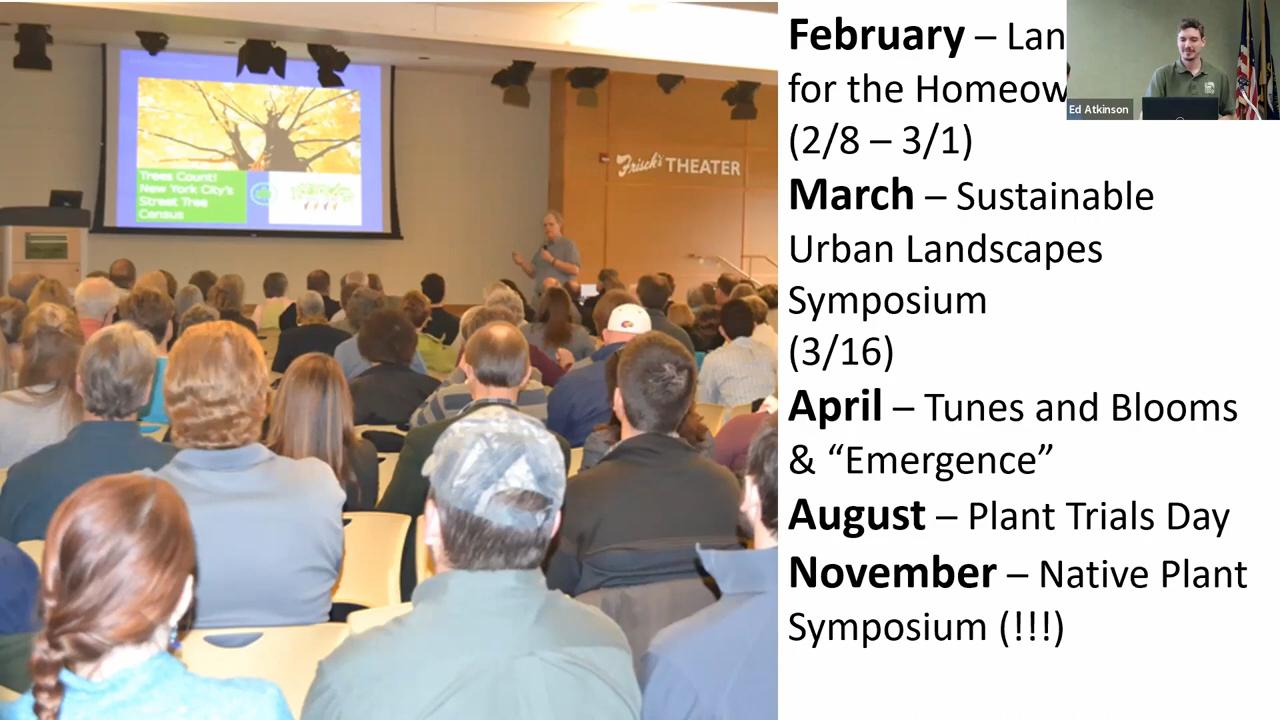 Trees Count!
New York City's
Street Tree
Census
Frisch's THEATER
February – Lan
for the Homeow
(2/8 – 3/1)
March – Sustainable
Urban Landscapes
Symposium
(3/16)
April – Tunes and Blooms
& “Emergence”
August – Plant Trials Day
November – Native Plant
Symposium (!!!)
Ed Atkinson